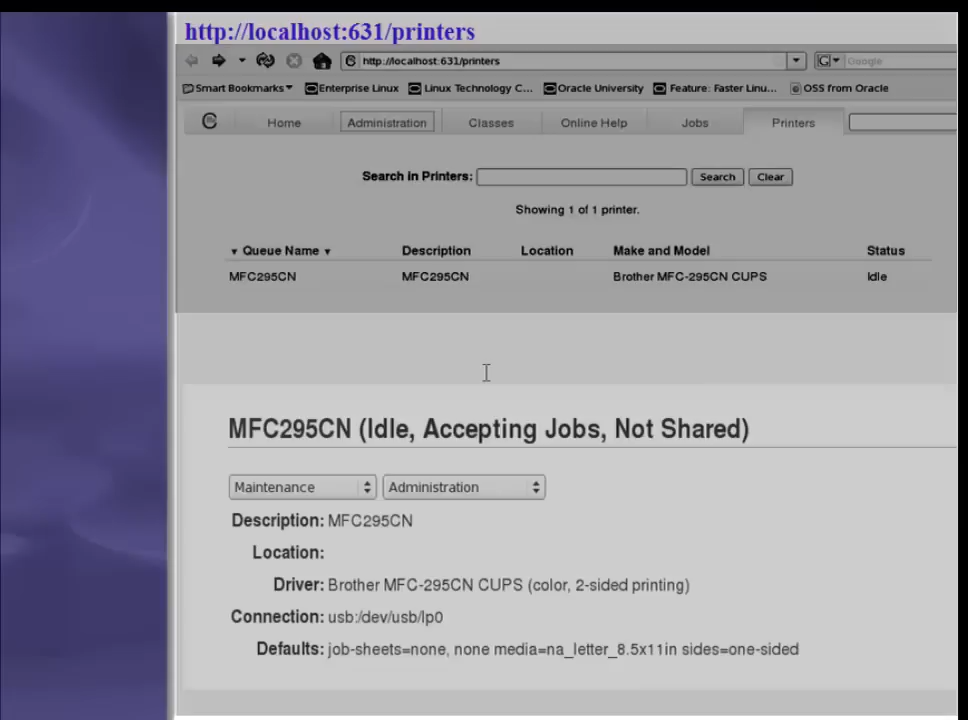 http://localhost:631/printers
http://localhost:631/printers Google
Smart Bookmarks Enterprise Linux Linux Technology C... Oracle University Feature: Faster Linu... OSS from Oracle
Home Administration Classes Online Help Jobs Printers
Search in Printers: Search Clear
Showing 1 of 1 printer.
▼ Queue Name ▼ Description Location Make and Model Status
MFC295CN MFC295CN Brother MFC-295CN CUPS Idle
MFC295CN (Idle, Accepting Jobs, Not Shared)
Maintenance Administration
Description: MFC295CN
Location:
Driver: Brother MFC-295CN CUPS (color, 2-sided printing)
Connection: usb:/dev/usb/lp0
Defaults: job-sheets=none, none media=na_letter_8.5x11in sides=one-sided